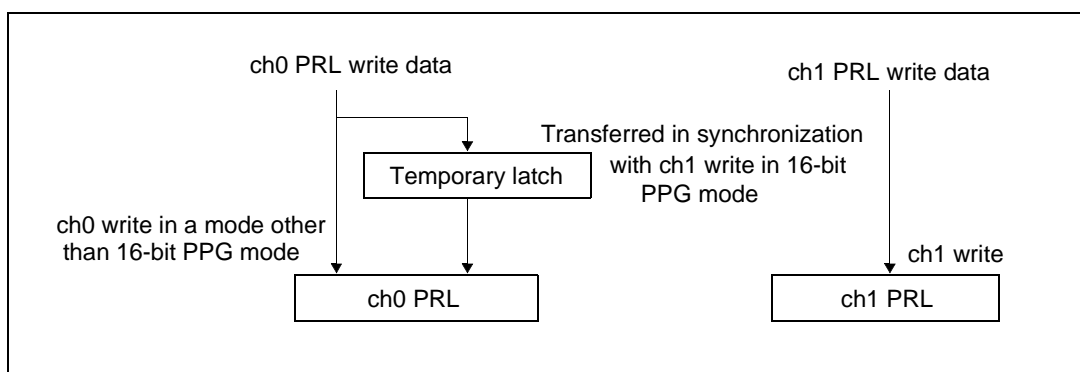 ch0 PRL write data
ch1 PRL write data
Transferred in synchronization
with ch1 write in 16-bit
PPG mode
Temporary latch
ch0 write in a mode other
than 16-bit PPG mode
ch1 write
ch0 PRL
ch1 PRL